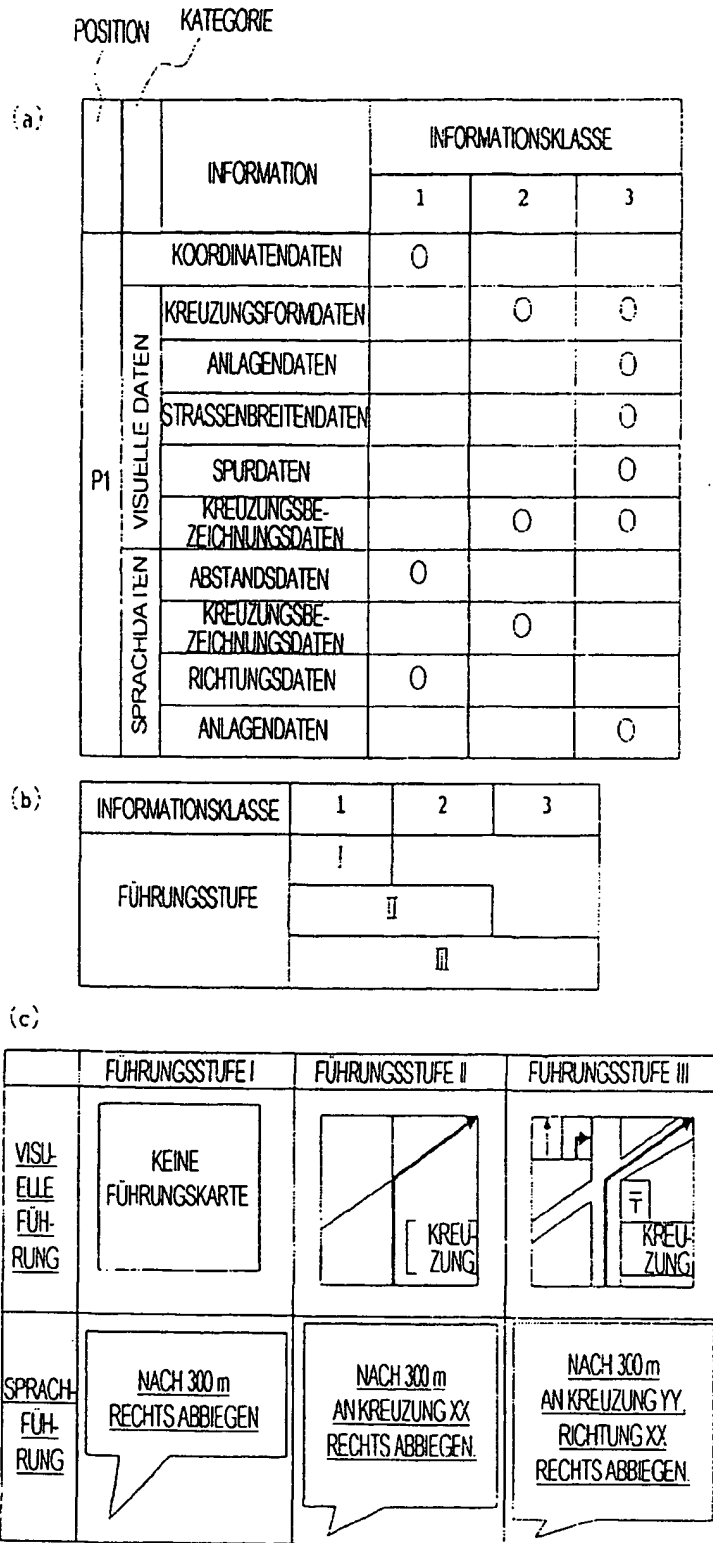 POSITION KATEGORIE
(a)
INFORMATION
INFORMATIONSKLASSE
1 2 3
P1
KOORDINATENDATEN O
VISUELLE DATEN
KREUZUNGSFORMDATEN O O
ANLAGENDATEN O
STRASSENBREITENDATEN O
SPURDATEN O
KREUZUNGSBE-
ZEICHNUNGSDATEN O O
SPRACHDATEN
ABSTANDSDATEN O
KREUZUNGSBE-
ZEICHNUNGSDATEN O
RICHTUNGSDATEN O
ANLAGENDATEN O
(b)
INFORMATIONSKLASSE 1 2 3
FÜHRUNGSSTUFE
I
II
III
(c)
FÜHRUNGSSTUFE I FÜHRUNGSSTUFE II FÜHRUNGSSTUFE III
VISU-
ELLE
FÜH-
RUNG
KEINE
FÜHRUNGSKARTE
KREU-
ZUNG
KREU-
ZUNG
SPRACH-
FÜH-
RUNG
NACH 300 m
RECHTS ABBIEGEN
NACH 300 m
AN KREUZUNG XX
RECHTS ABBIEGEN.
NACH 300 m
AN KREUZUNG YY,
RICHTUNG XX
RECHTS ABBIEGEN.